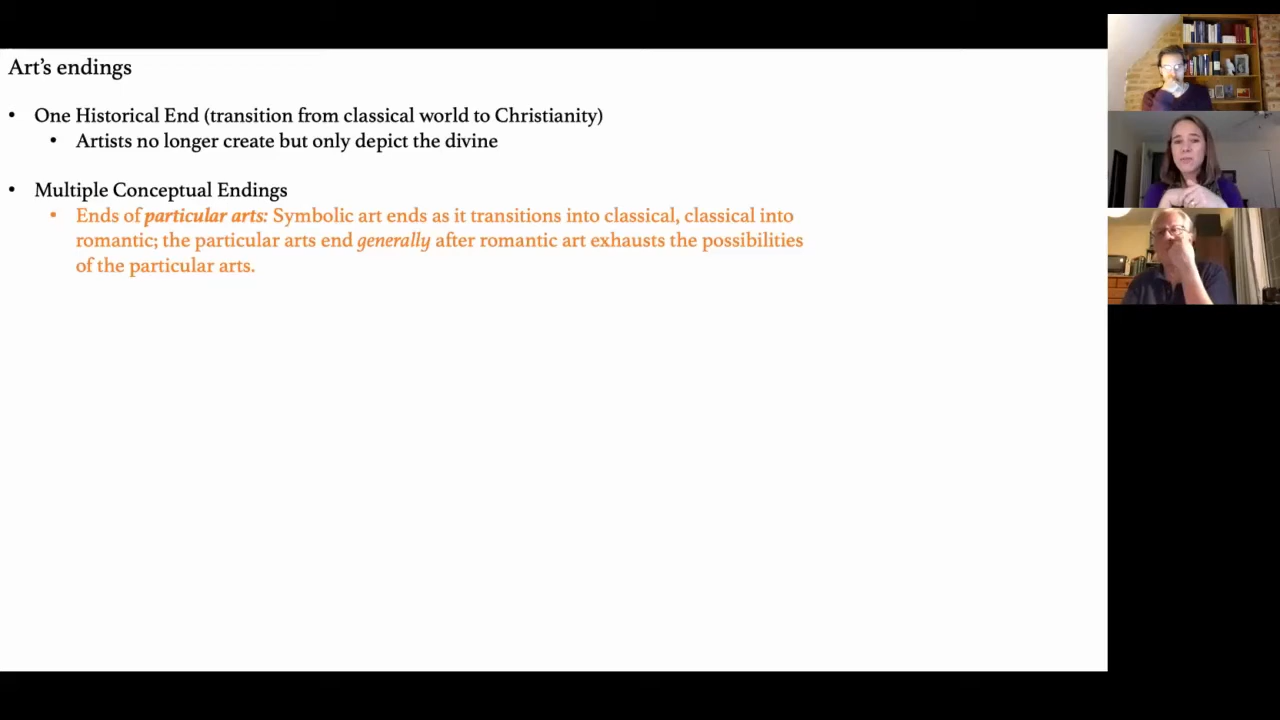 Art’s endings
• One Historical End (transition from classical world to Christianity)
• Artists no longer create but only depict the divine
• Multiple Conceptual Endings
• Ends of particular arts: Symbolic art ends as it transitions into classical, classical into
romantic; the particular arts end generally after romantic art exhausts the possibilities
of the particular arts.